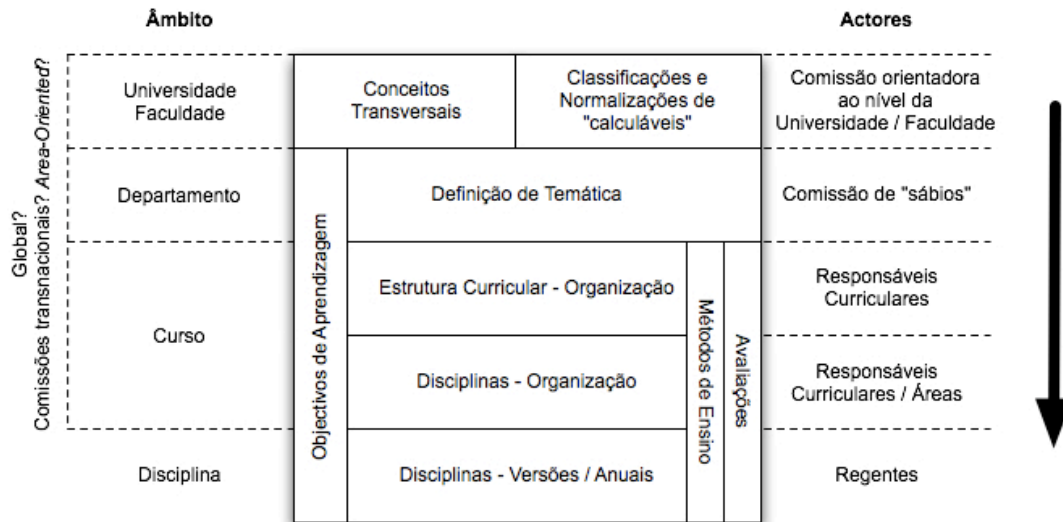 Âmbito
Actores
Global?
Comissões transnacionais? Area-Oriented?
Universidade
Faculdade
Conceitos
Transversais
Classificações e
Normalizações de
"calculáveis"
Comissão orientadora
ao nível da
Universidade / Faculdade
Departamento
Objectivos de Aprendizagem
Definição de Temática
Comissão de "sábios"
Curso
Estrutura Curricular - Organização
Métodos de Ensino
Avaliações
Responsáveis
Curriculares
Disciplinas - Organização
Responsáveis
Curriculares / Áreas
Disciplina
Disciplinas - Versões / Anuais
Regentes